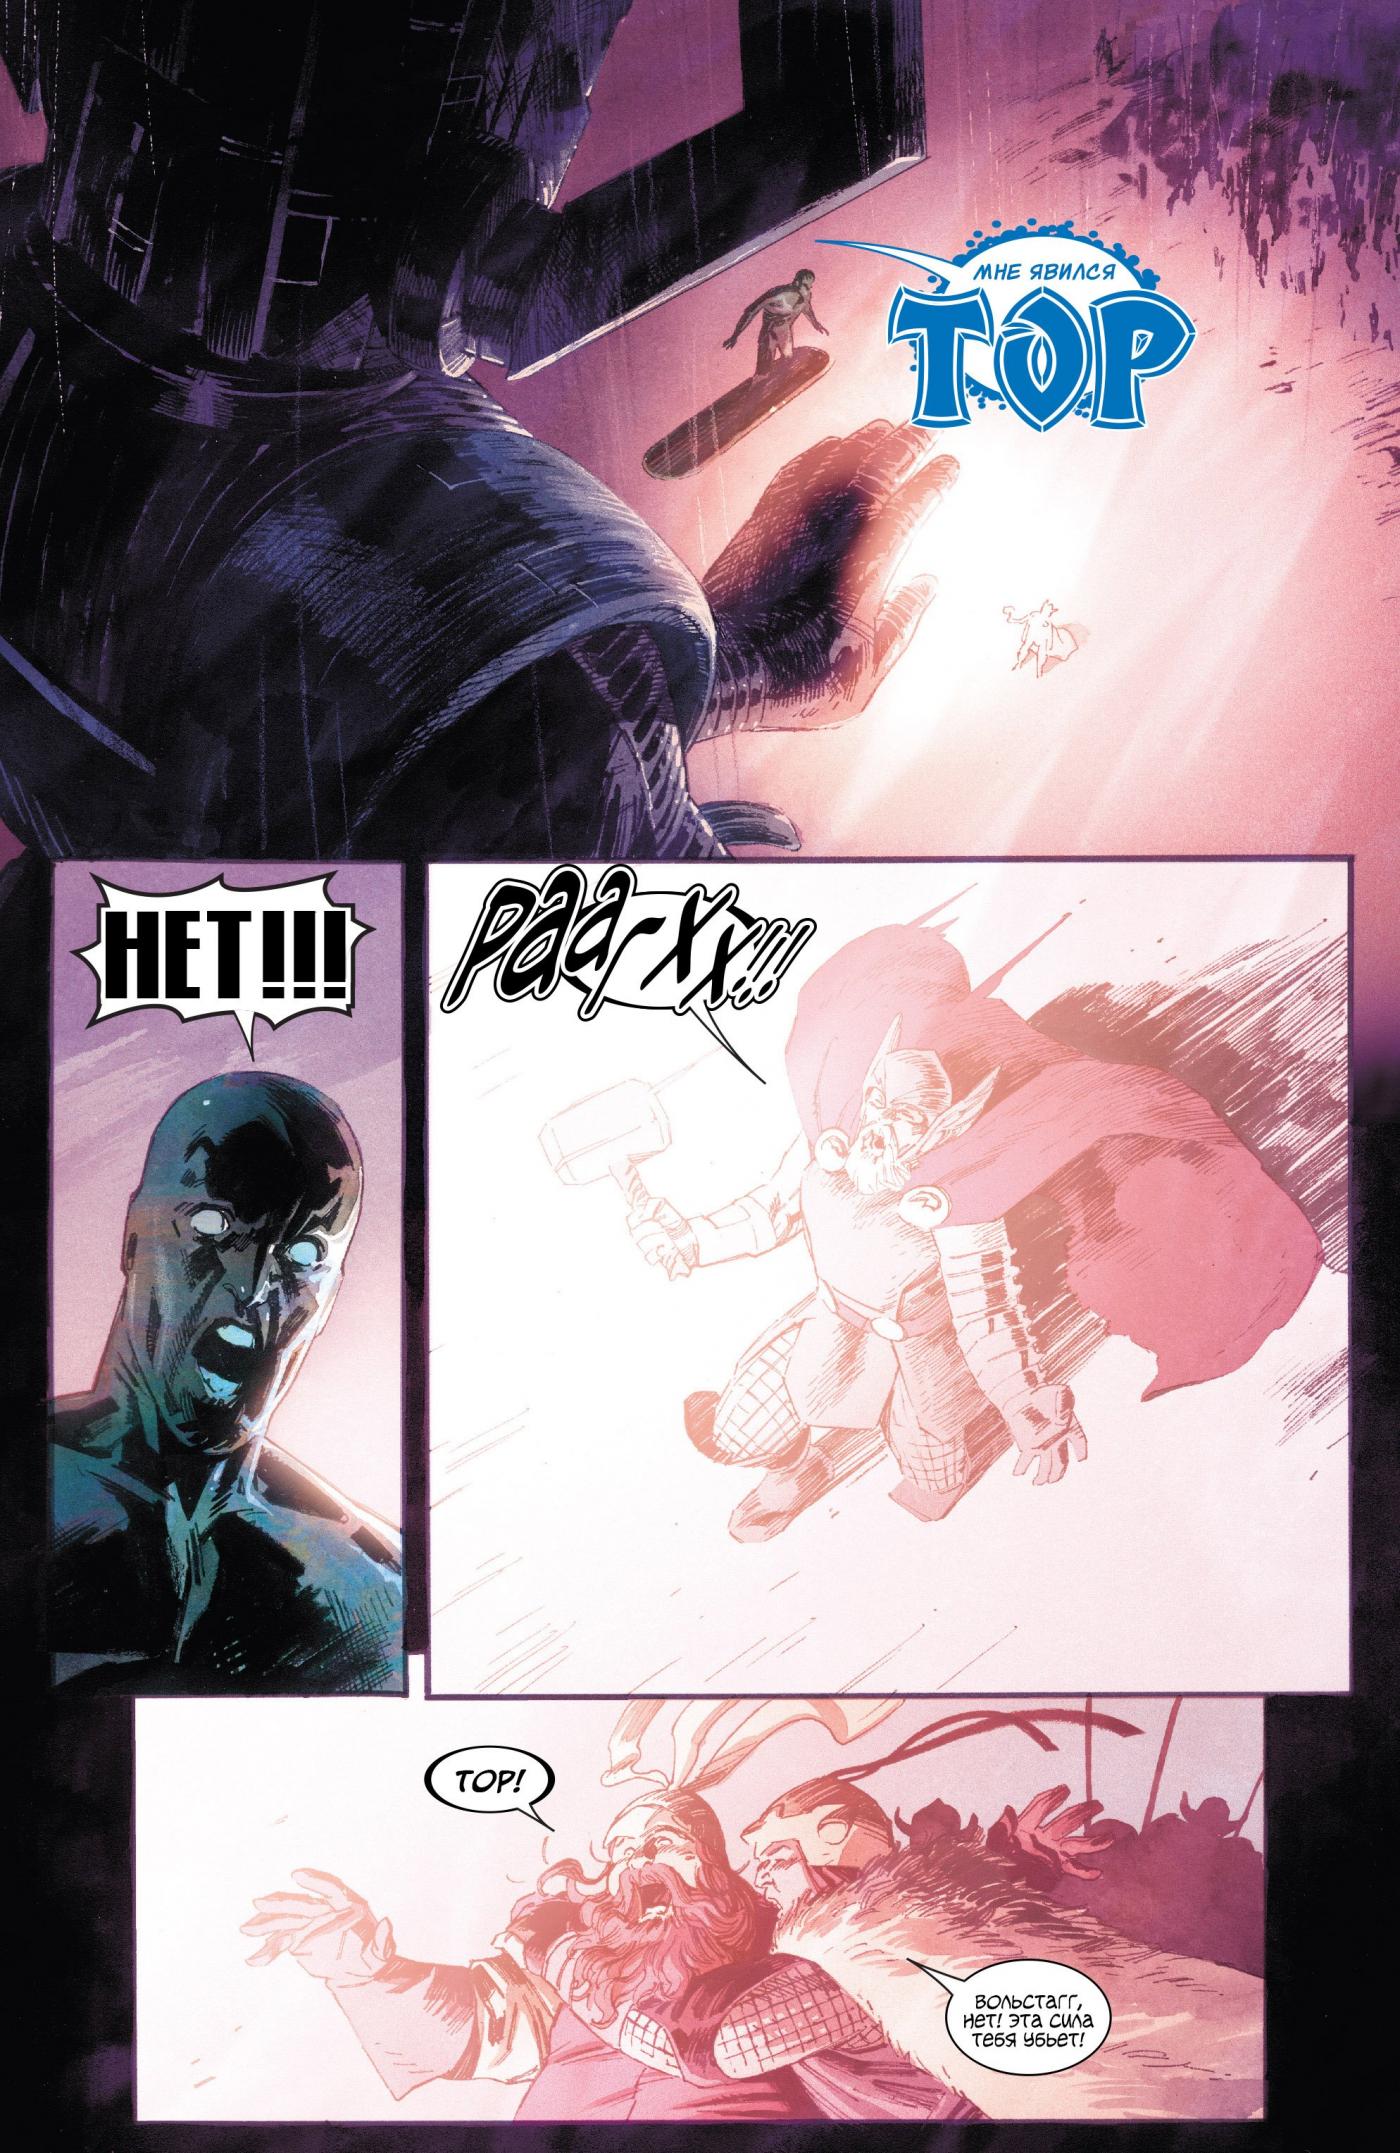 МНЕ ЯВИЛСЯ
ТОР
НЕТ!!!
РАА-ХХ!!!
ТОР!
ВОЛЬСТАГГ,
НЕТ! ЭТА СИЛА
ТЕБЯ УБЬЕТ!